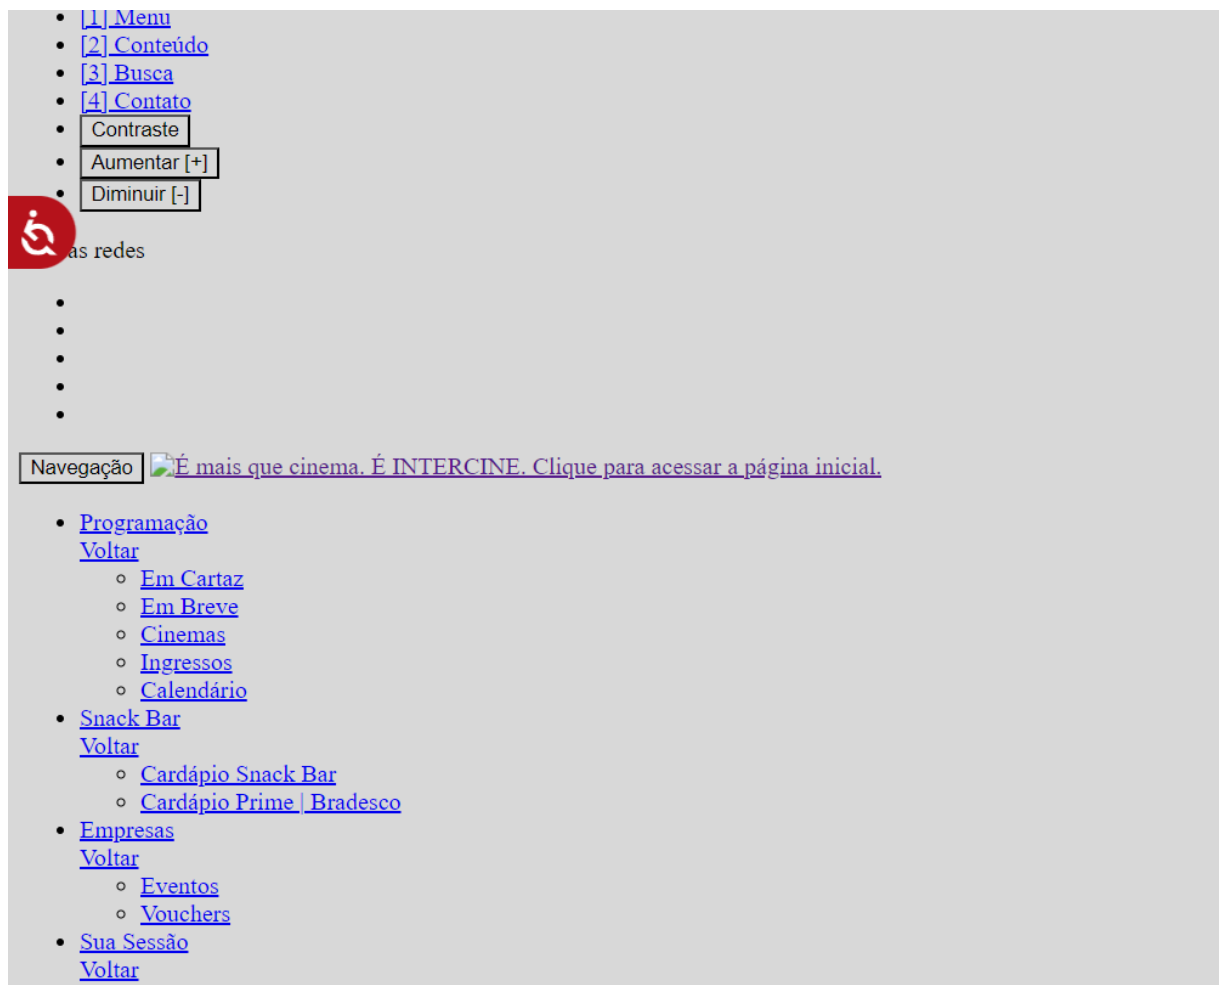 [1] Menu
[2] Conteúdo
[3] Busca
[4] Contato
Contraste
Aumentar [+]
Diminuir [-]
as redes
Navegação É mais que cinema. É INTERCINE. Clique para acessar a página inicial.
Programação
Voltar
Em Cartaz
Em Breve
Cinemas
Ingressos
Calendário
Snack Bar
Voltar
Cardápio Snack Bar
Cardápio Prime | Bradesco
Empresas
Voltar
Eventos
Vouchers
Sua Sessão
Voltar